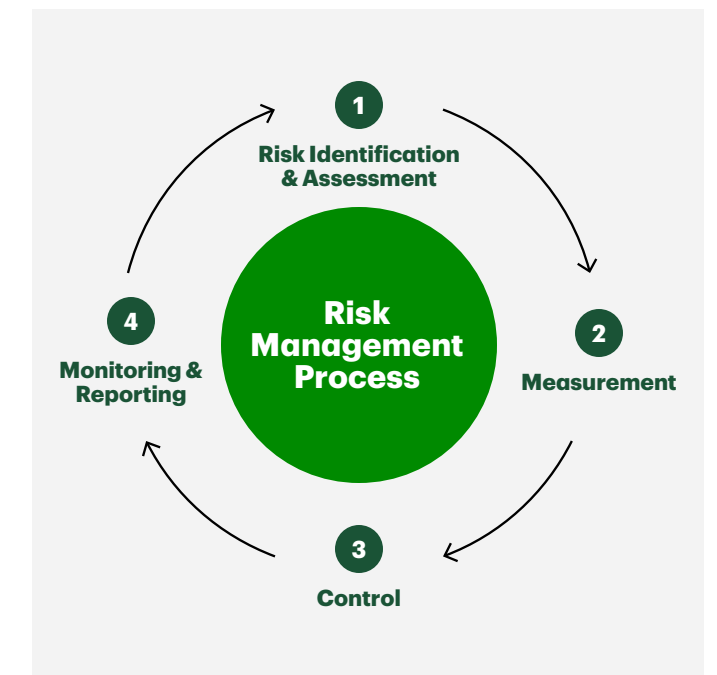 1
Risk Identification
& Assessment
Risk
Management
Process
2
Measurement
3
Control
4
Monitoring &
Reporting